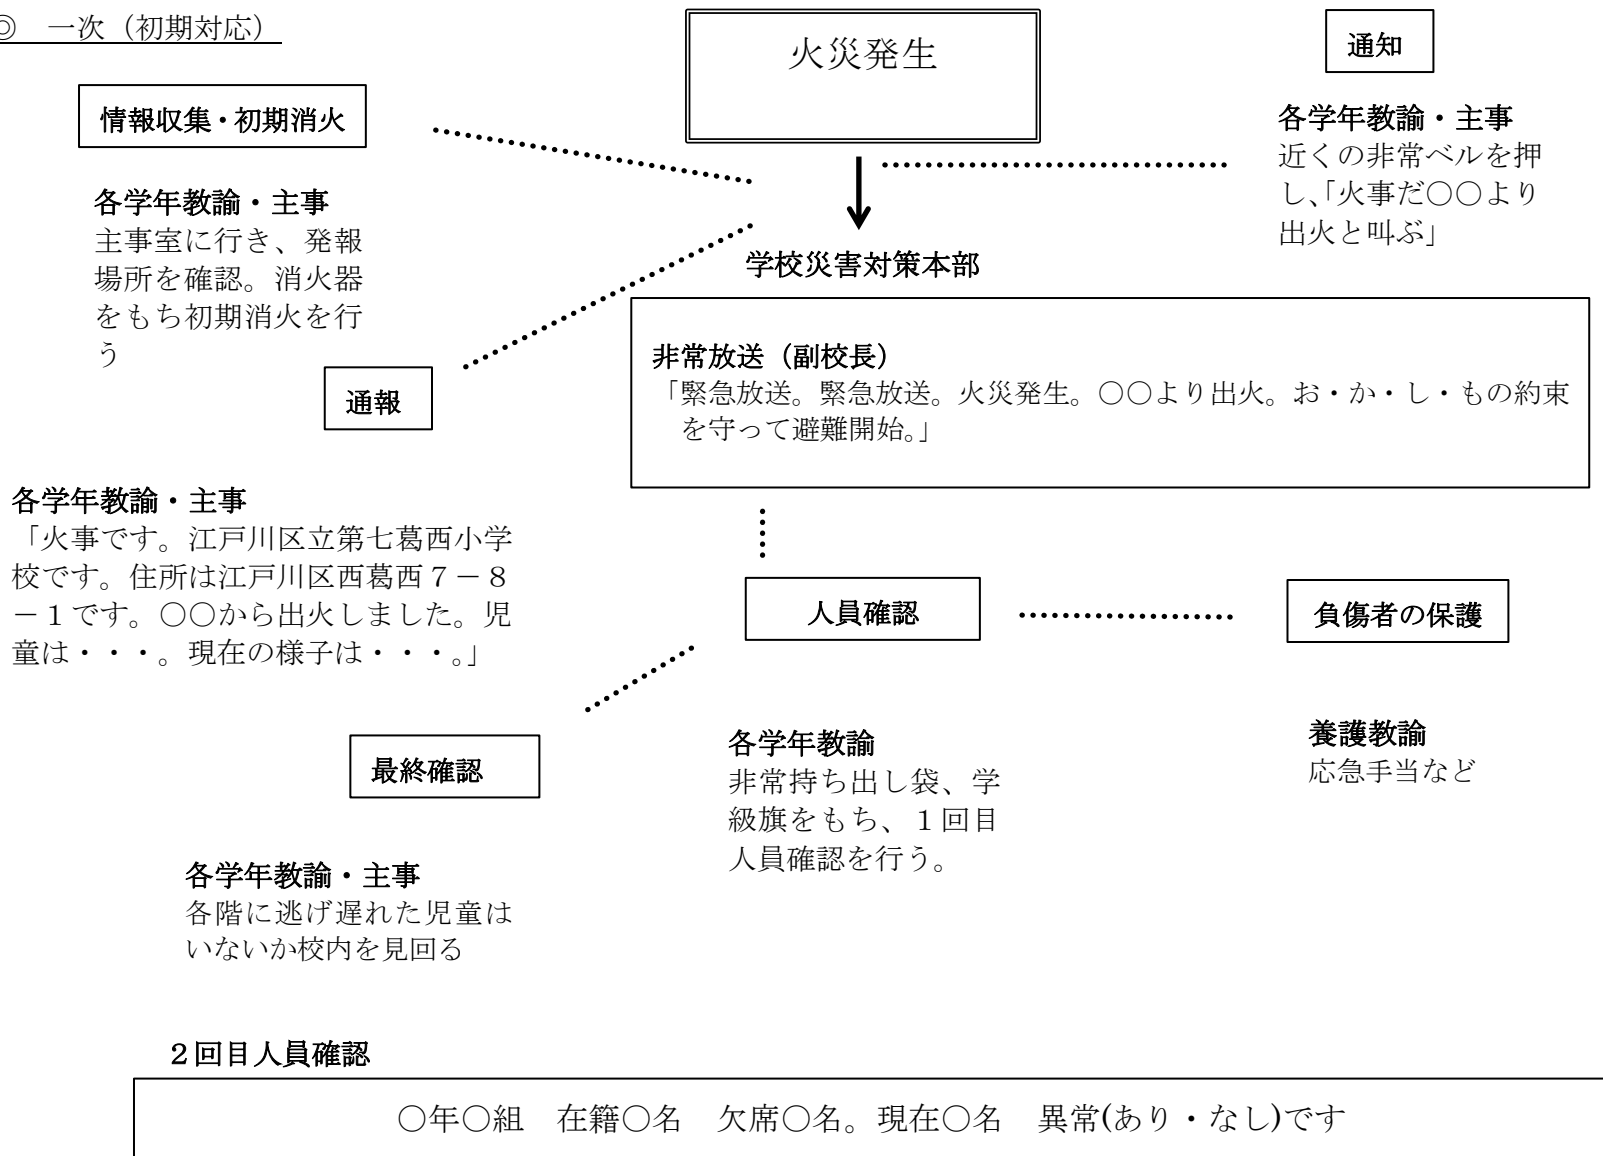 ◎　一次（初期対応）
火災発生
通知
情報収集・初期消火
各学年教諭・主事
近くの非常ベルを押
し、「火事だ〇〇より
出火と叫ぶ」
各学年教諭・主事
主事室に行き、発報
場所を確認。消火器
をもち初期消火を行
う
学校災害対策本部
非常放送（副校長）
「緊急放送。緊急放送。火災発生。〇〇より出火。お・か・し・もの約束
を守って避難開始。」
通報
各学年教諭・主事
「火事です。江戸川区立第七葛西小学
校です。住所は江戸川区西葛西７－８
－１です。〇〇から出火しました。児
童は・・・。現在の様子は・・・。」
人員確認
負傷者の保護
最終確認
各学年教諭
非常持ち出し袋、学
級旗をもち、１回目
人員確認を行う。
養護教諭
応急手当など
各学年教諭・主事
各階に逃げ遅れた児童は
いないか校内を見回る
２回目人員確認
〇年〇組　在籍〇名　欠席〇名。現在〇名　異常(あり・なし)です